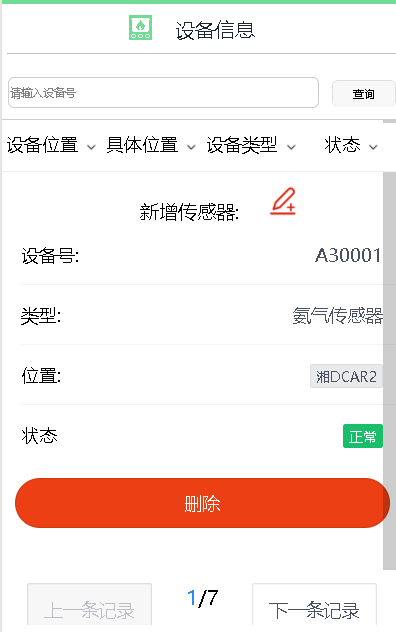 设备信息
请输入设备号 查询
设备位置 具体位置 设备类型 状态
新增传感器:
设备号: A30001
类型: 氨气传感器
位置: 湘DCAR2
状态 正常
删除
上一条记录 1/7 下一条记录